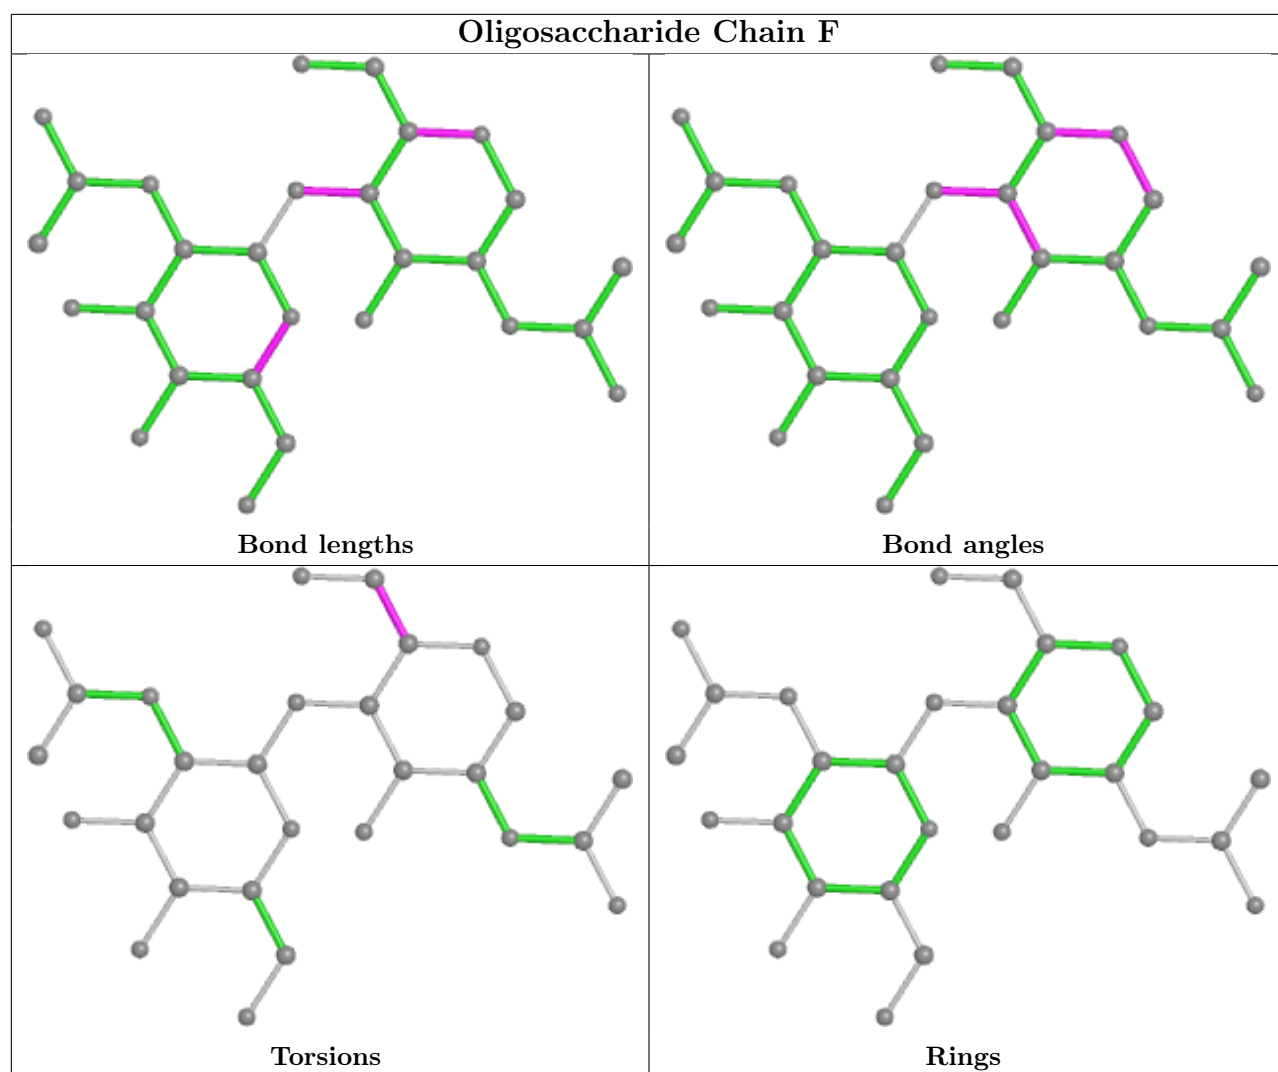 Oligosaccharide Chain F
Bond lengths
Bond angles
Torsions
Rings